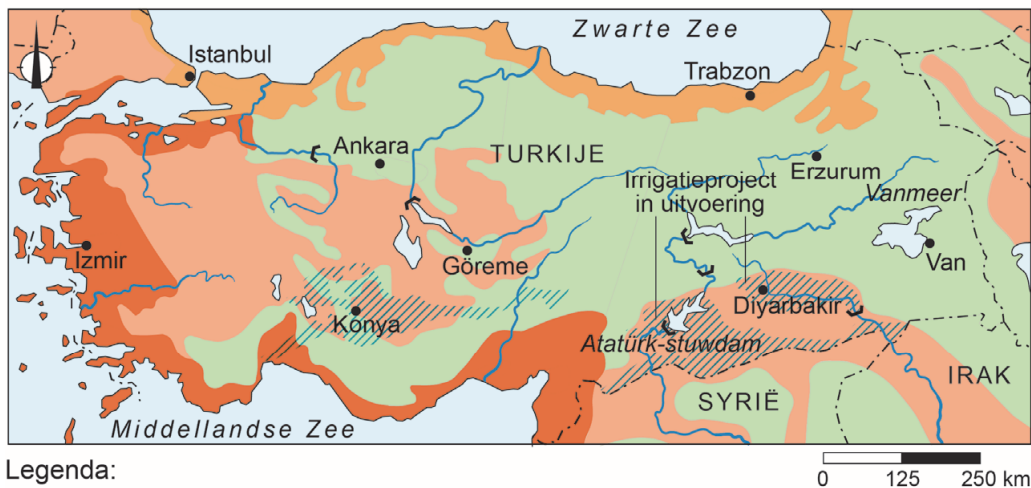 Zwarte Zee
Istanbul
Trabzon
Ankara
TURKIJE
Erzurum
Irrigatieproject
in uitvoering
Vanmeer
Izmir
Göreme
Van
Konya
Diyarbakir
Atatürk-stuwdam
IRAK
SYRIË
Middellandse Zee
Legenda:
0 125 250 km